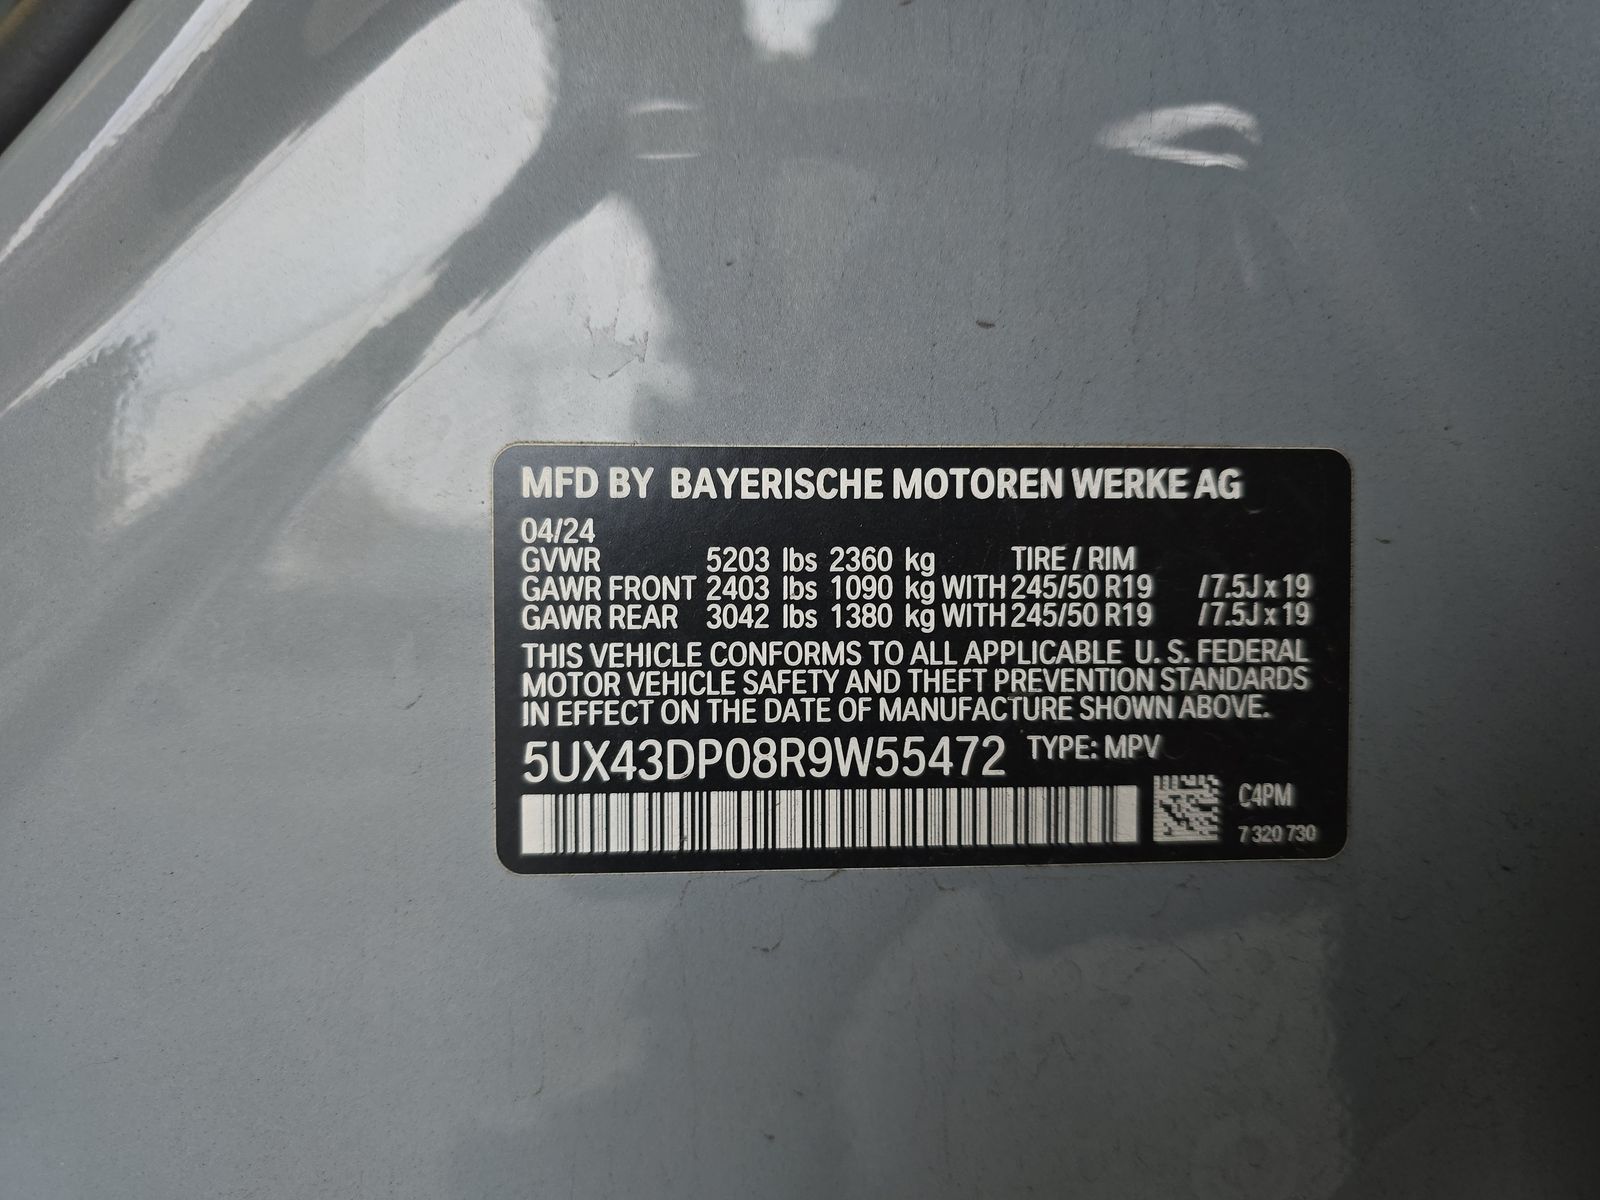 MFD BY BAYERISCHE MOTOREN WERKE AG
04/24
GVWR 5203 lbs 2360 kg TIRE / RIM
GAWR FRONT 2403 lbs 1090 kg WITH 245/50 R19 / 7.5J x 19
GAWR REAR 3042 lbs 1380 kg WITH 245/50 R19 / 7.5J x 19
THIS VEHICLE CONFORMS TO ALL APPLICABLE U. S. FEDERAL
MOTOR VEHICLE SAFETY AND THEFT PREVENTION STANDARDS
IN EFFECT ON THE DATE OF MANUFACTURE SHOWN ABOVE.
5UX43DP08R9W55472 TYPE: MPV
C4PM
7 320 730